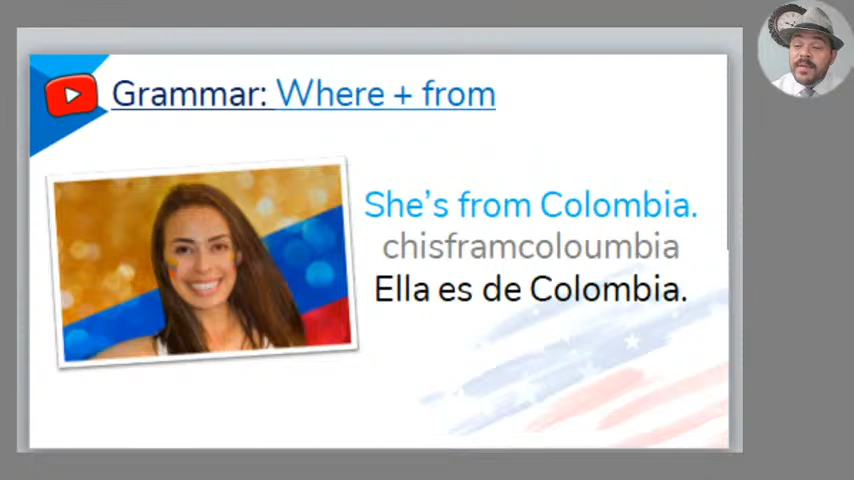 Grammar: Where + from
She's from Colombia.
chisframcoloumbia
Ella es de Colombia.